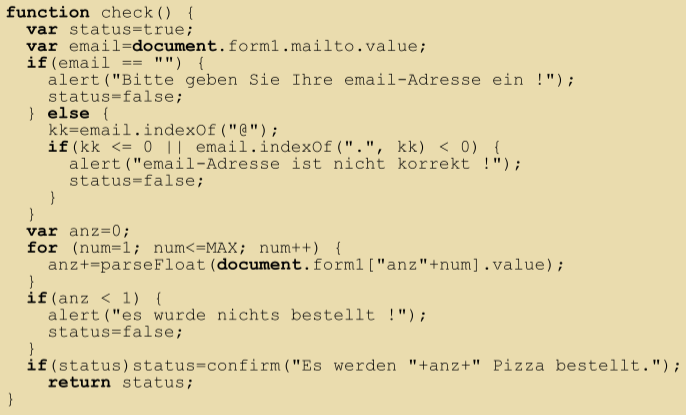 function check() {
  var status=true;
  var email=document.form1.mailto.value;
  if(email == "") {
    alert("Bitte geben Sie Ihre email-Adresse ein !");
    status=false;
  } else {
    kk=email.indexOf("@");
    if(kk <= 0 || email.indexOf(".", kk) < 0) {
      alert("email-Adresse ist nicht korrekt !");
      status=false;
    }
  }
  var anz=0;
  for (num=1; num<=MAX; num++) {
    anz+=parseFloat(document.form1["anz"+num].value);
  }
  if(anz < 1) {
    alert("es wurde nichts bestellt !");
    status=false;
  }
  if(status)status=confirm("Es werden "+anz+" Pizza bestellt.");
    return status;
}